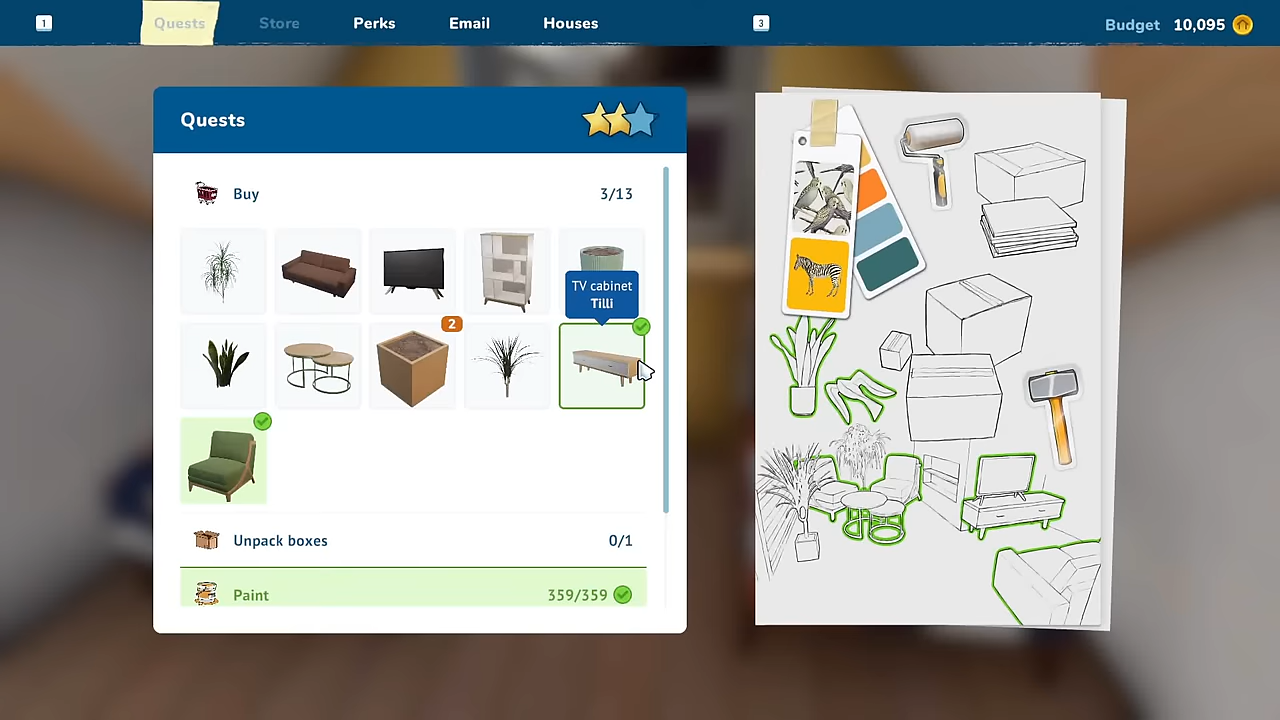 1
Quests
Store
Perks
Email
Houses
3
Budget 10,095
Quests
Buy
3/13
TV cabinet
Tilli
2
Unpack boxes
0/1
Paint
359/359